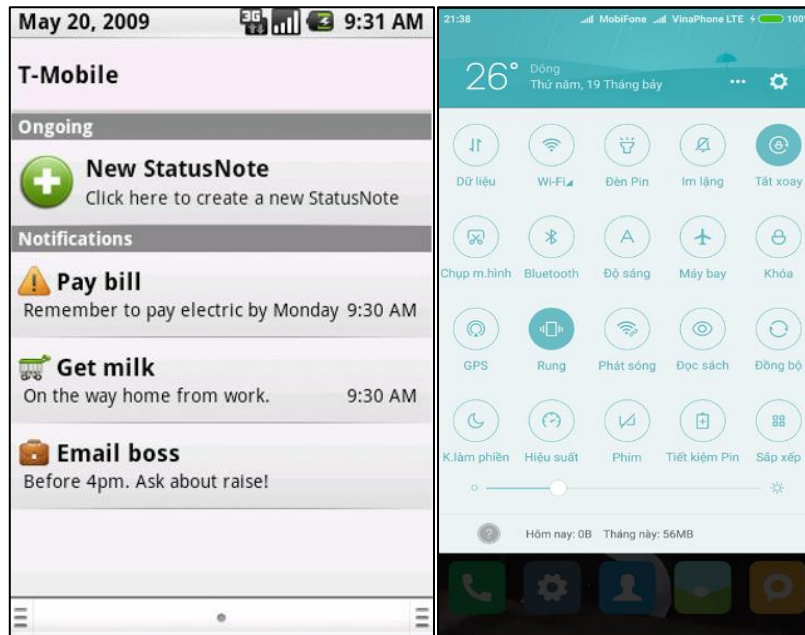 May 20, 2009 3G 9:31 AM
T-Mobile
Ongoing
New StatusNote
Click here to create a new StatusNote
Notifications
Pay bill
Remember to pay electric by Monday 9:30 AM
Get milk
On the way home from work. 9:30 AM
Email boss
Before 4pm. Ask about raise!
21:38 MobiFone VinaPhone LTE 100%
26° Dông
Thứ năm, 19 Tháng bảy
Dữ liệu Wi-Fi Đèn Pin Im lặng Tắt xoay
Chụp m.hình Bluetooth Độ sáng Máy bay Khóa
GPS Rung Phát sóng Đọc sách Đồng bộ
K.làm phiền Hiệu suất Phím Tiết kiệm Pin Sắp xếp
Hôm nay: 0B Tháng này: 56MB